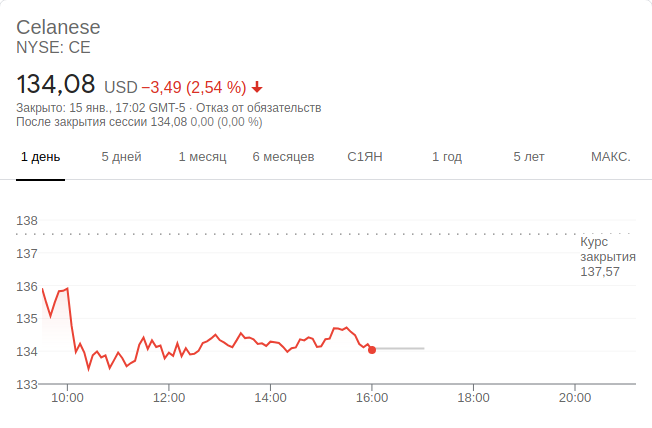 Celanese
NYSE: CE
134,08 USD −3,49 (2,54 %)
Закрыто: 15 янв., 17:02 GMT-5 · Отказ от обязательств
После закрытия сессии 134,08 0,00 (0,00 %)
1 день 5 дней 1 месяц 6 месяцев С1ЯН 1 год 5 лет МАКС.
138
Курс
закрытия
137,57
137
136
135
134
133
10:00 12:00 14:00 16:00 18:00 20:00